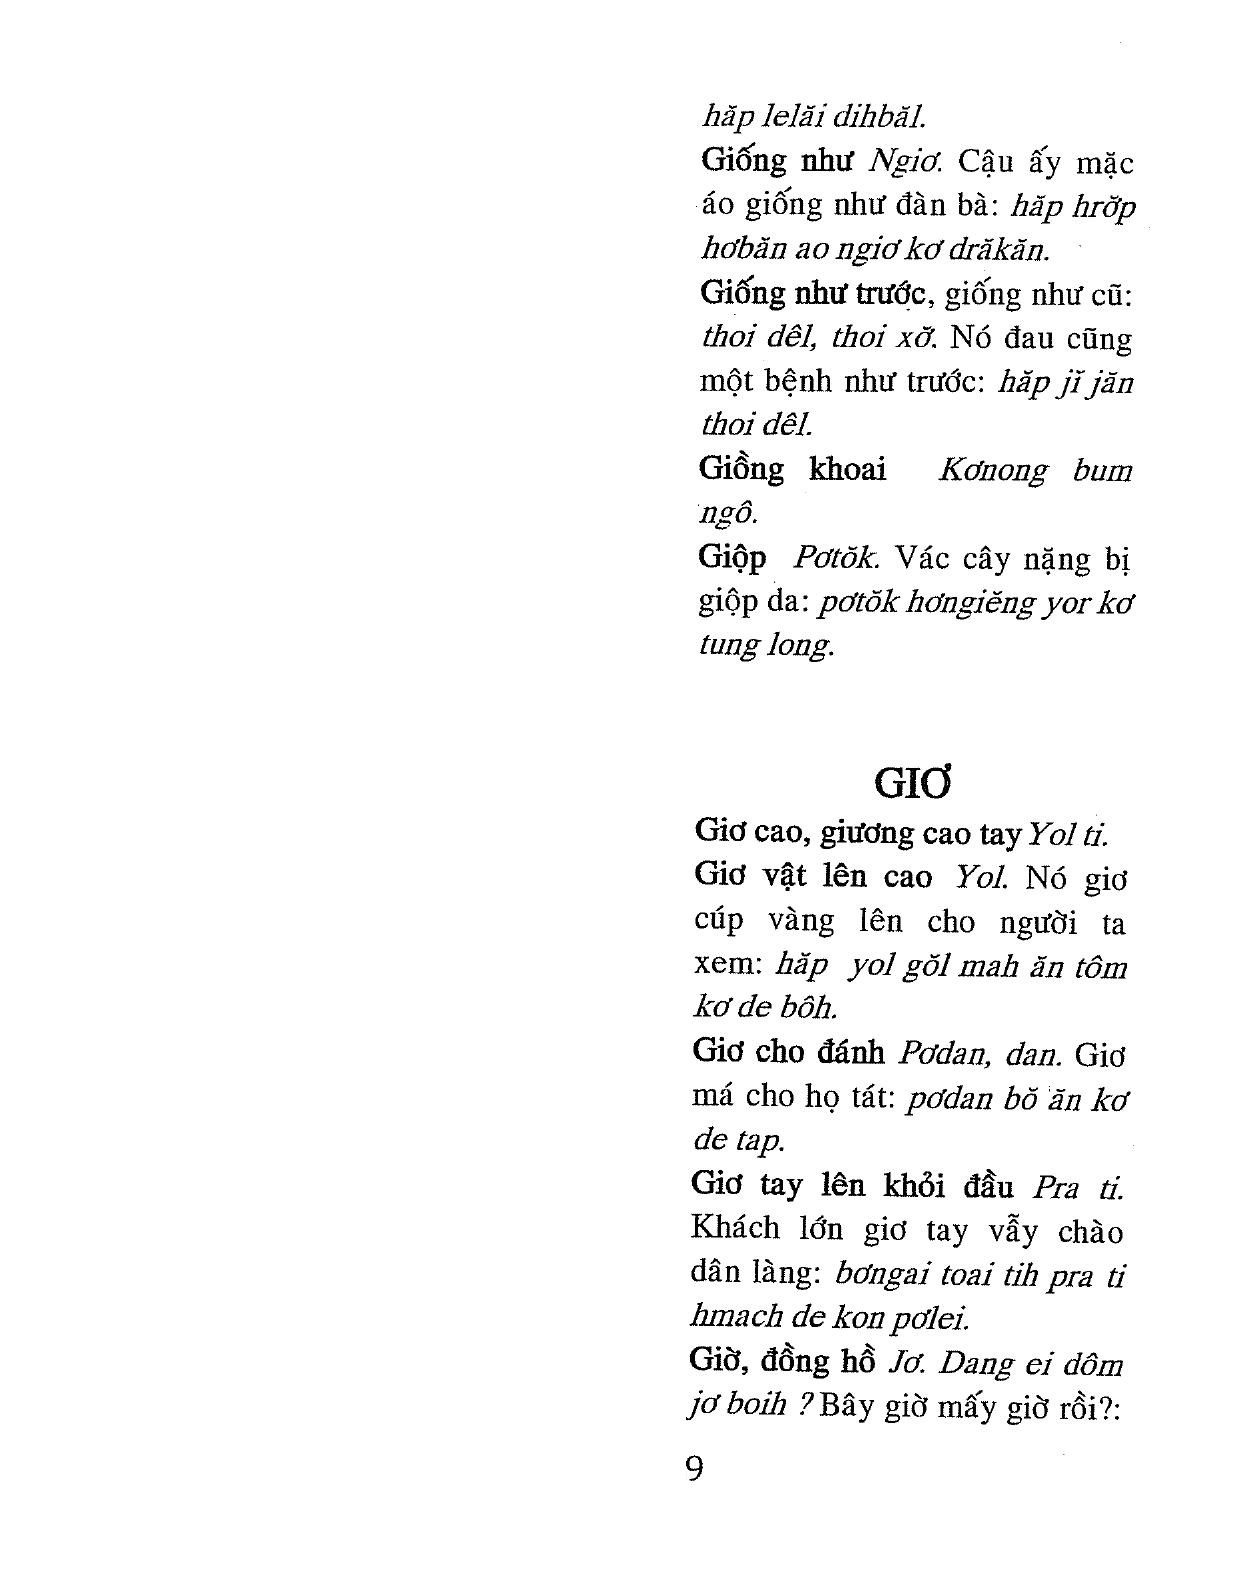 hăp lelăi dihbăl.
Giống như Ngiơ. Cậu ấy mặc
áo giống như đàn bà: hăp hrơ̆p
hơbăn ao ngiơ kơ drăkăn.
Giống như trước, giống như cũ:
thoi dêl, thoi xơ̆. Nó đau cũng
một bệnh như trước: hăp jĭ jăn
thoi dêl.
Giồng khoai Kơnong bum
ngô.
Giộp Pơtŏk. Vác cây nặng bị
giộp da: pơtŏk hơngiĕng yor kơ
tung long.
GIƠ
Giơ cao, giương cao tay Yol ti.
Giơ vật lên cao Yol. Nó giơ
cúp vàng lên cho người ta
xem: hăp yol gŏl mah ăn tôm
kơ de bôh.
Giơ cho đánh Pơdan, dan. Giơ
má cho họ tát: pơdan bŏ ăn kơ
de tap.
Giơ tay lên khỏi đầu Pra ti.
Khách lớn giơ tay vẫy chào
dân làng: bơngai toai tih pra ti
hmach de kon pơlei.
Giờ, đồng hồ Jơ. Dang ei dôm
jơ boih ? Bây giờ mấy giờ rồi?:
9